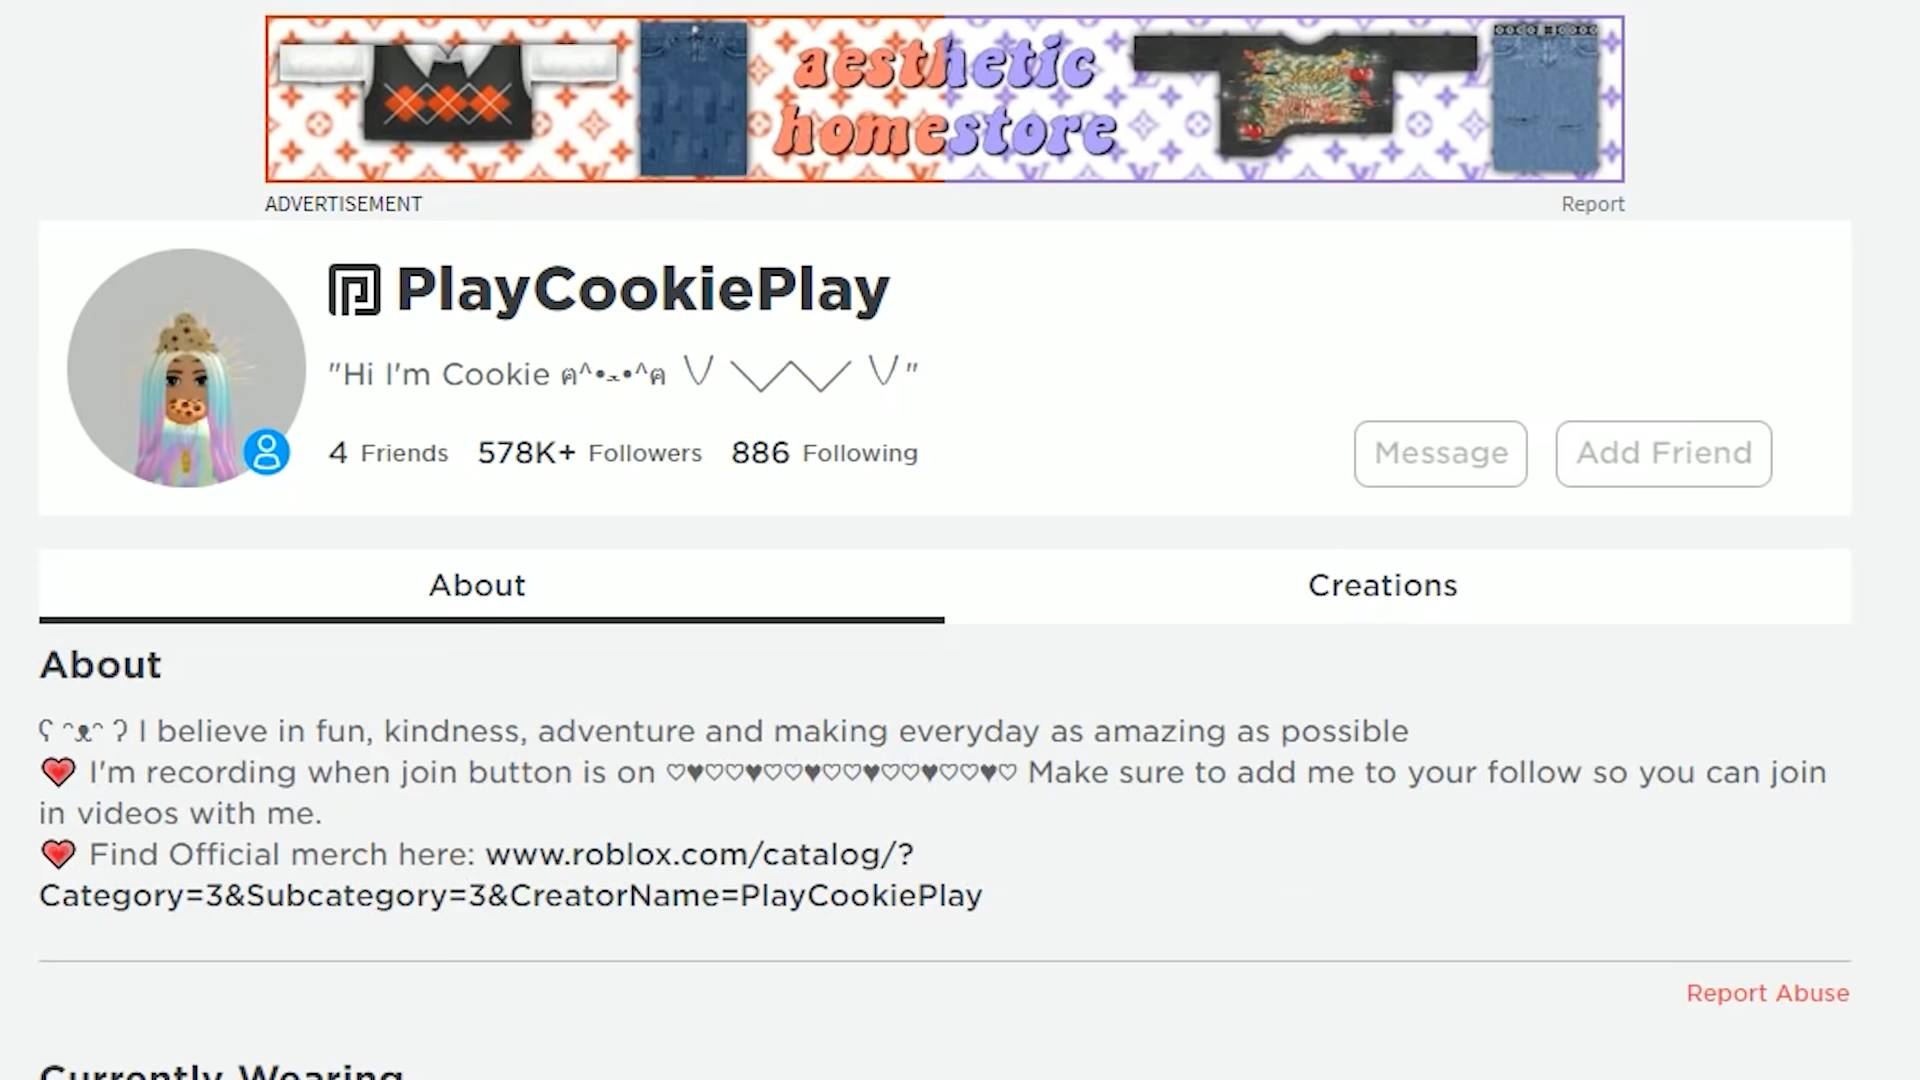 aesthetic
homestore
ADVERTISEMENT
Report
PlayCookiePlay
"Hi I'm Cookie ฅ^•ﻌ•^ฅ \/ \/\/ \/"
4 Friends 578K+ Followers 886 Following
Message
Add Friend
About
Creations
About
ʕ ᵔᴥᵔ ʔ I believe in fun, kindness, adventure and making everyday as amazing as possible
❤️ I'm recording when join button is on ♡♥♡♡♥♡♡♥♡♡♥♡♡♥♡♡♥♡ Make sure to add me to your follow so you can join
in videos with me.
❤️ Find Official merch here: www.roblox.com/catalog/?
Category=3&Subcategory=3&CreatorName=PlayCookiePlay
Report Abuse
Currently Wearing